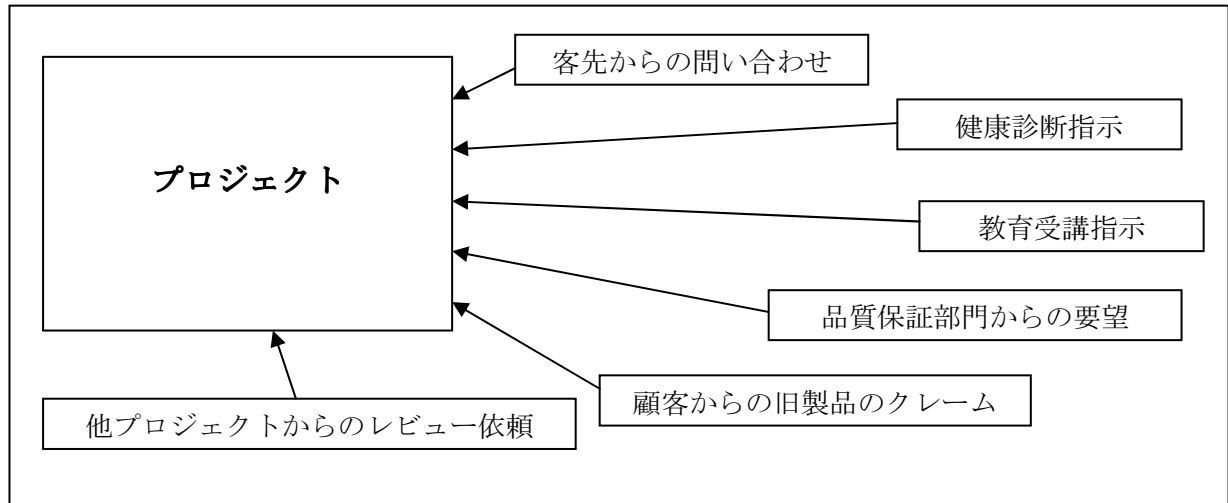 客先からの問い合わせ
健康診断指示
プロジェクト
教育受講指示
品質保証部門からの要望
顧客からの旧製品のクレーム
他プロジェクトからのレビュー依頼